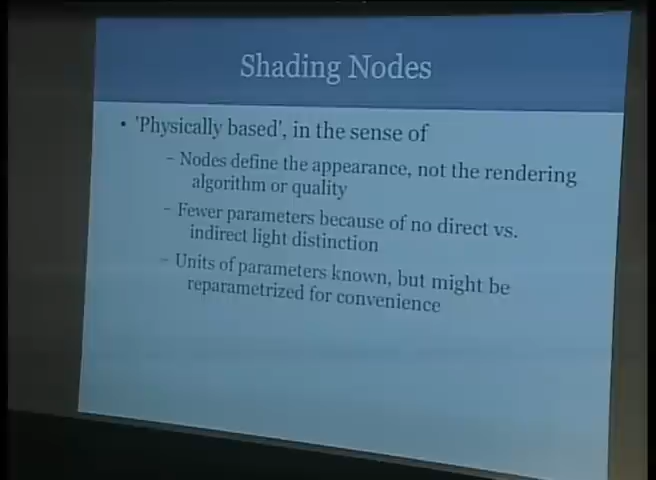 Shading Nodes
• 'Physically based', in the sense of
– Nodes define the appearance, not the rendering
algorithm or quality
– Fewer parameters because of no direct vs.
indirect light distinction
– Units of parameters known, but might be
reparametrized for convenience